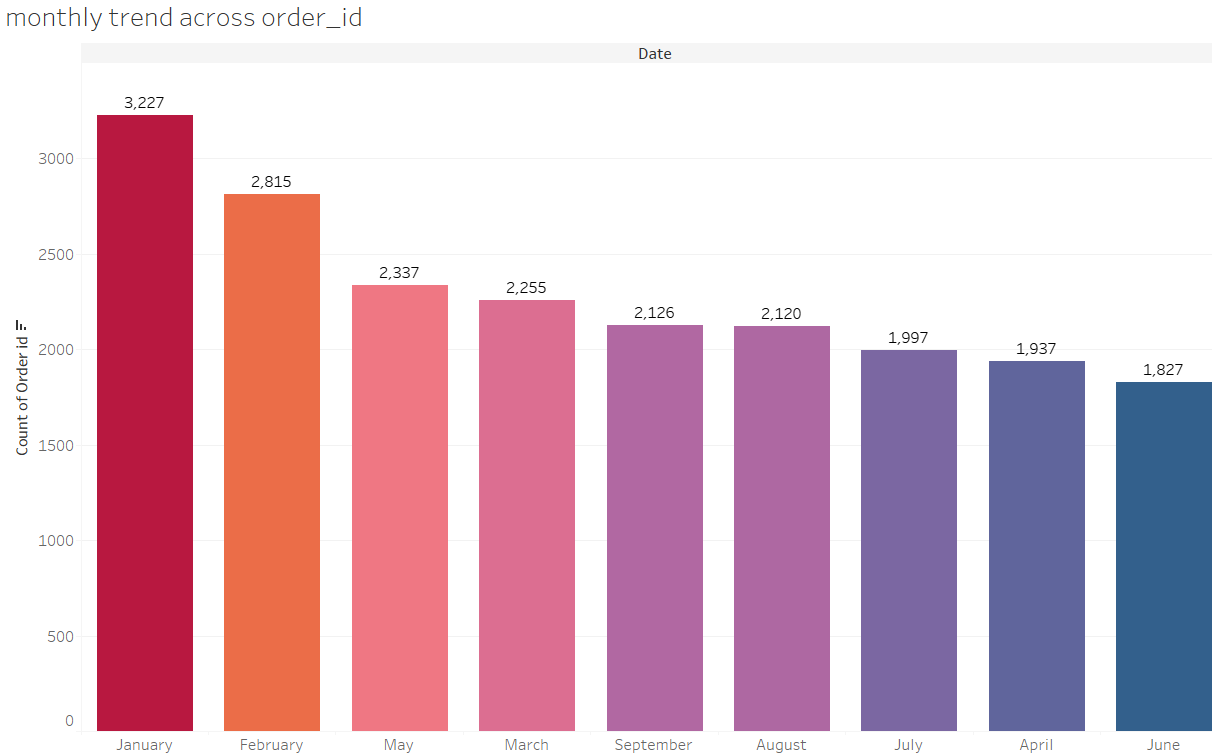 monthly trend across order_id
Date
Count of Order id
3000
2500
2000
1500
1000
500
0
3,227
2,815
2,337
2,255
2,126
2,120
1,997
1,937
1,827
January
February
May
March
September
August
July
April
June